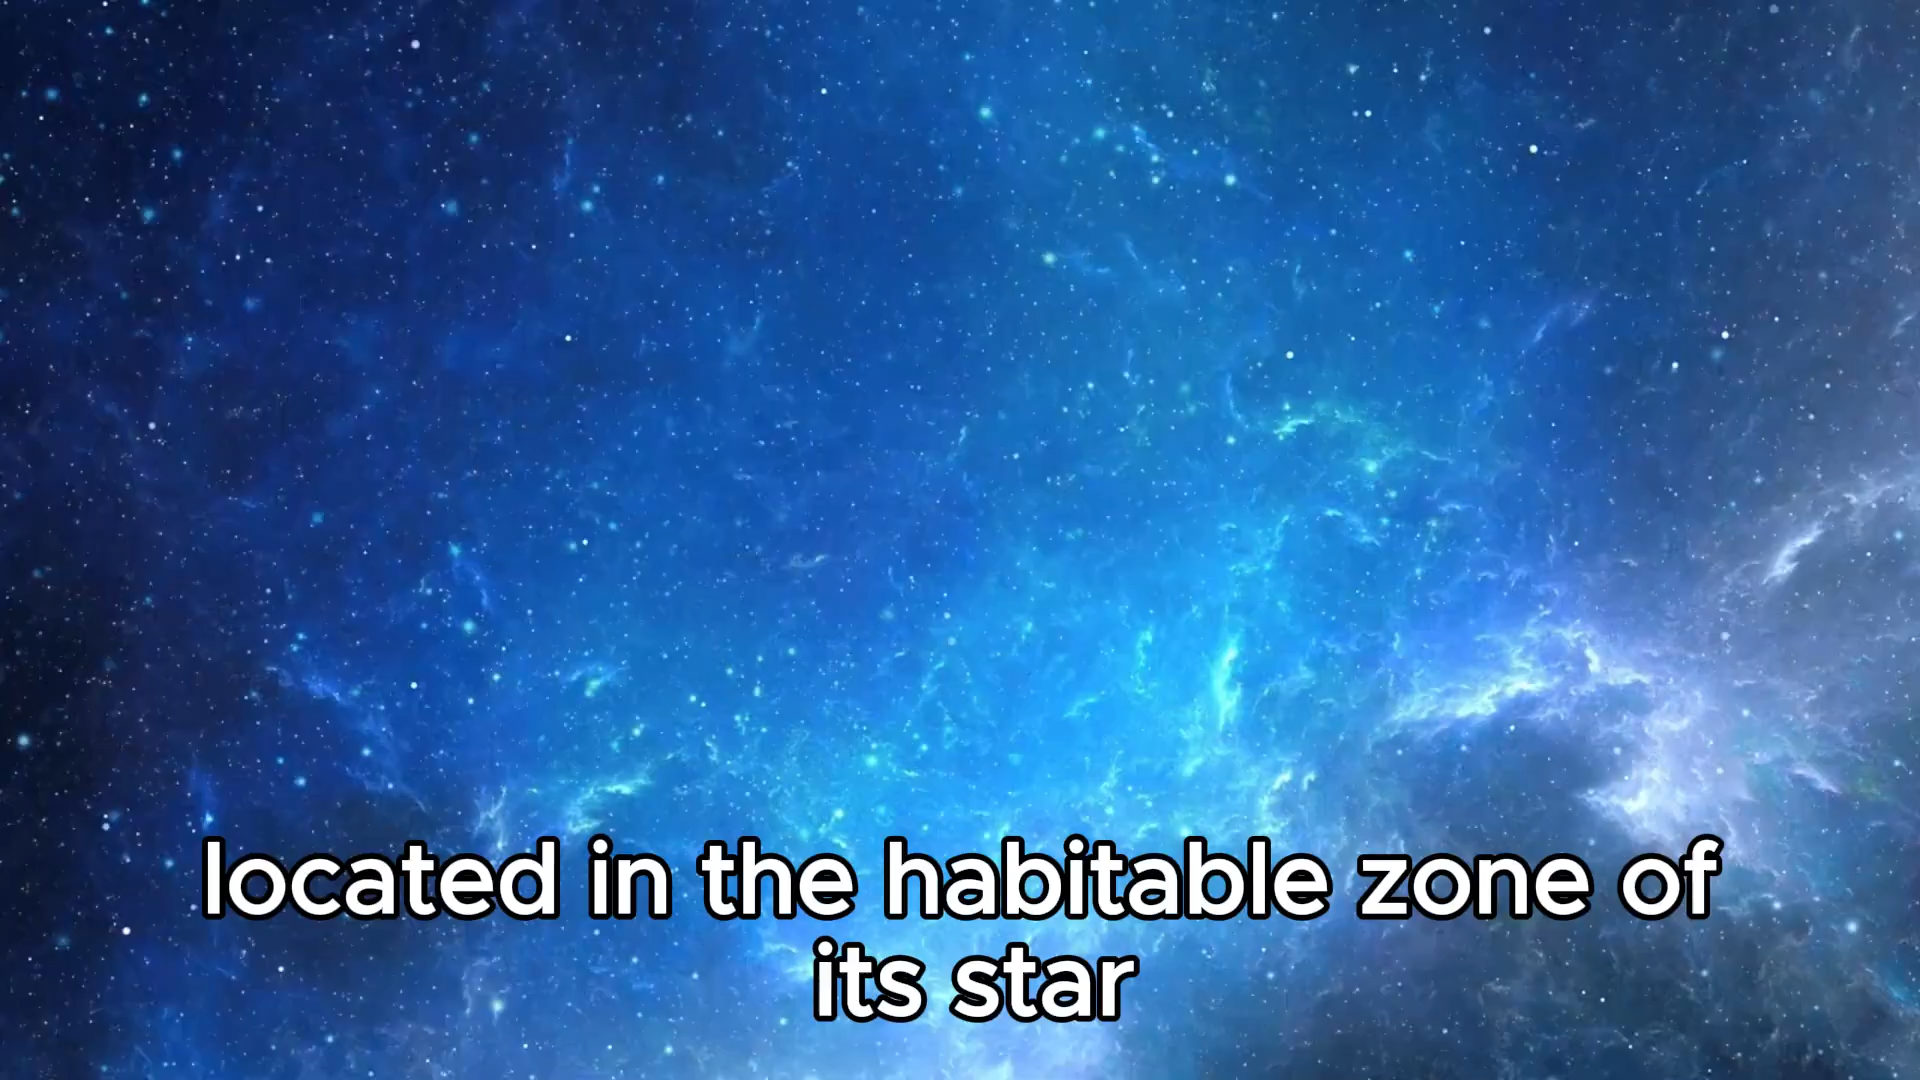 located in the habitable zone of
its star